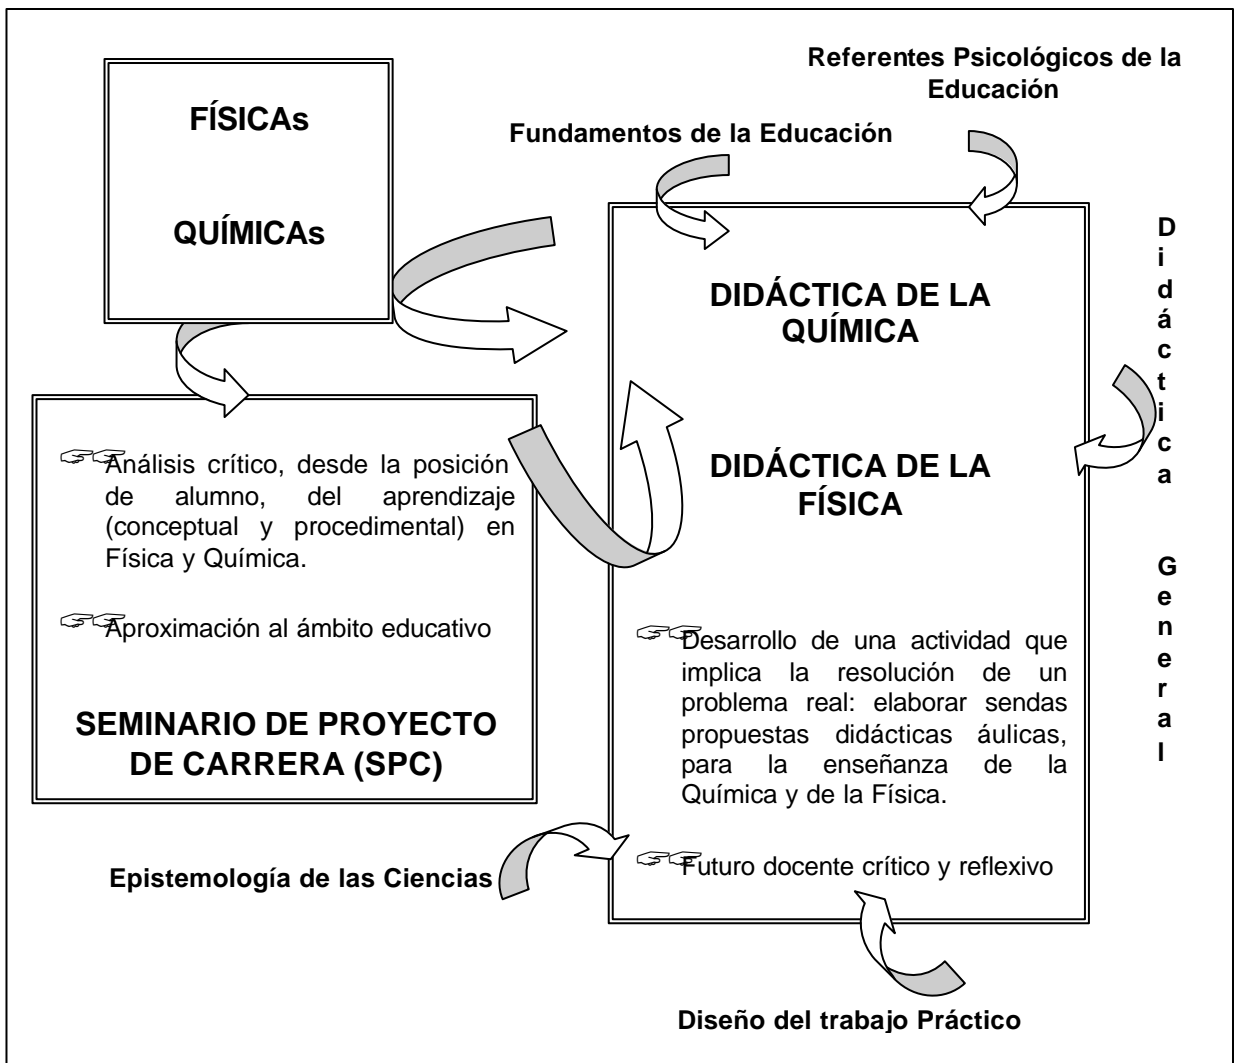 Referentes Psicológicos de la
Educación
Fundamentos de la Educación
FÍSICAs
QUÍMICAs
DIDÁCTICA DE LA
QUÍMICA
DIDÁCTICA DE LA
FÍSICA
Didáctica General
Análisis crítico, desde la posición
de alumno, del aprendizaje
(conceptual y procedimental) en
Física y Química.
Aproximación al ámbito educativo
SEMINARIO DE PROYECTO
DE CARRERA (SPC)
Desarrollo de una actividad que
implica la resolución de un
problema real: elaborar sendas
propuestas didácticas áulicas,
para la enseñanza de la
Química y de la Física.
Futuro docente crítico y reflexivo
Epistemología de las Ciencias
Diseño del trabajo Práctico